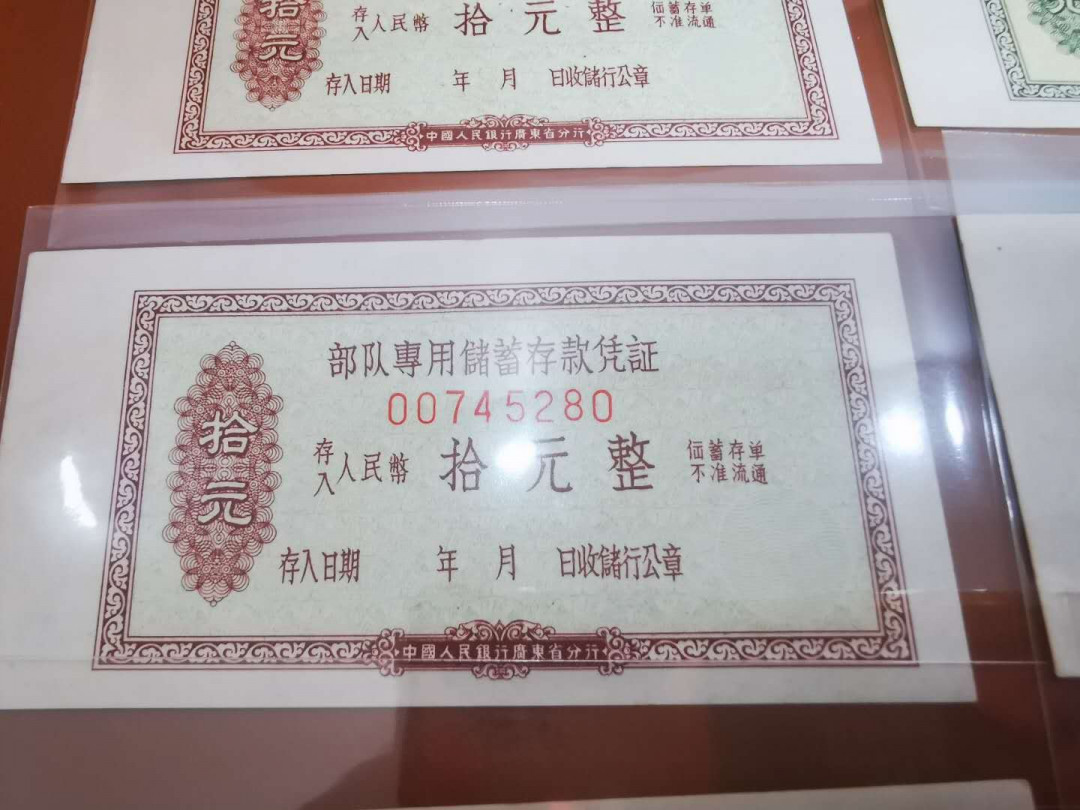 拾元
存入人民幣 拾元整 価蓄存单不准流通
存入日期 年 月 日收儲行公章
中國人民銀行廣東省分行
部队專用儲蓄存款凭証
00745280
拾元
存入人民幣 拾元整 価蓄存单不准流通
存入日期 年 月 日收儲行公章
中國人民銀行廣東省分行